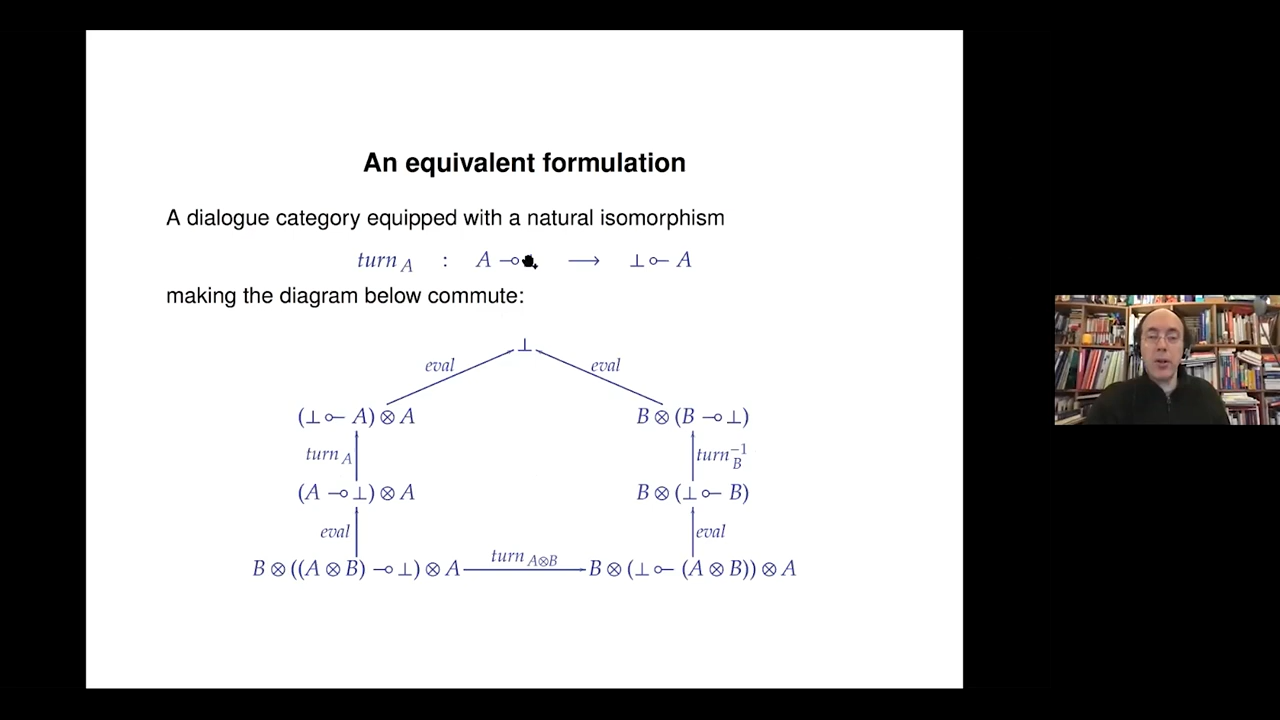 An equivalent formulation
A dialogue category equipped with a natural isomorphism
turn_A : A ⊸ ⟶ ⊥ ⟜ A
making the diagram below commute:
⊥
eval eval
(⊥ ⟜ A) ⊗ A B ⊗ (B ⊸ ⊥)
turn_A turn_B^{-1}
(A ⊸ ⊥) ⊗ A B ⊗ (⊥ ⟜ B)
eval eval
B ⊗ ((A ⊗ B) ⊸ ⊥) ⊗ A turn_{A⊗B} B ⊗ (⊥ ⟜ (A ⊗ B)) ⊗ A